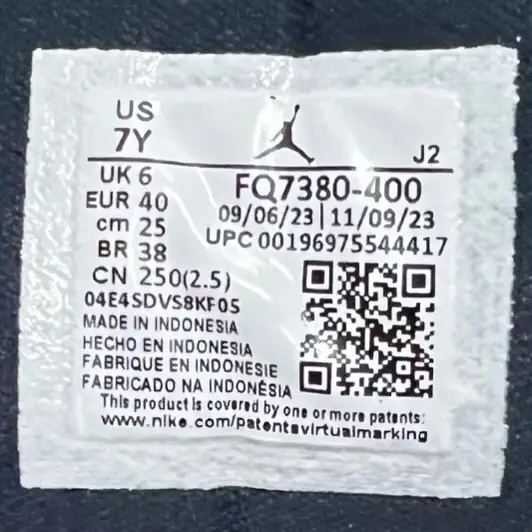 US
7Y
J2
UK 6
EUR 40
cm 25
BR 38
CN 250(2.5)
FQ7380-400
09/06/23 | 11/09/23
UPC 00196975544417
04E4SDVS8KF05
MADE IN INDONESIA
HECHO EN INDONESIA
FABRIQUE EN INDONESIE
FABRICADO NA INDONÉSIA
This product is covered by one or more patents:
www.nike.com/patentsvirtualmarking